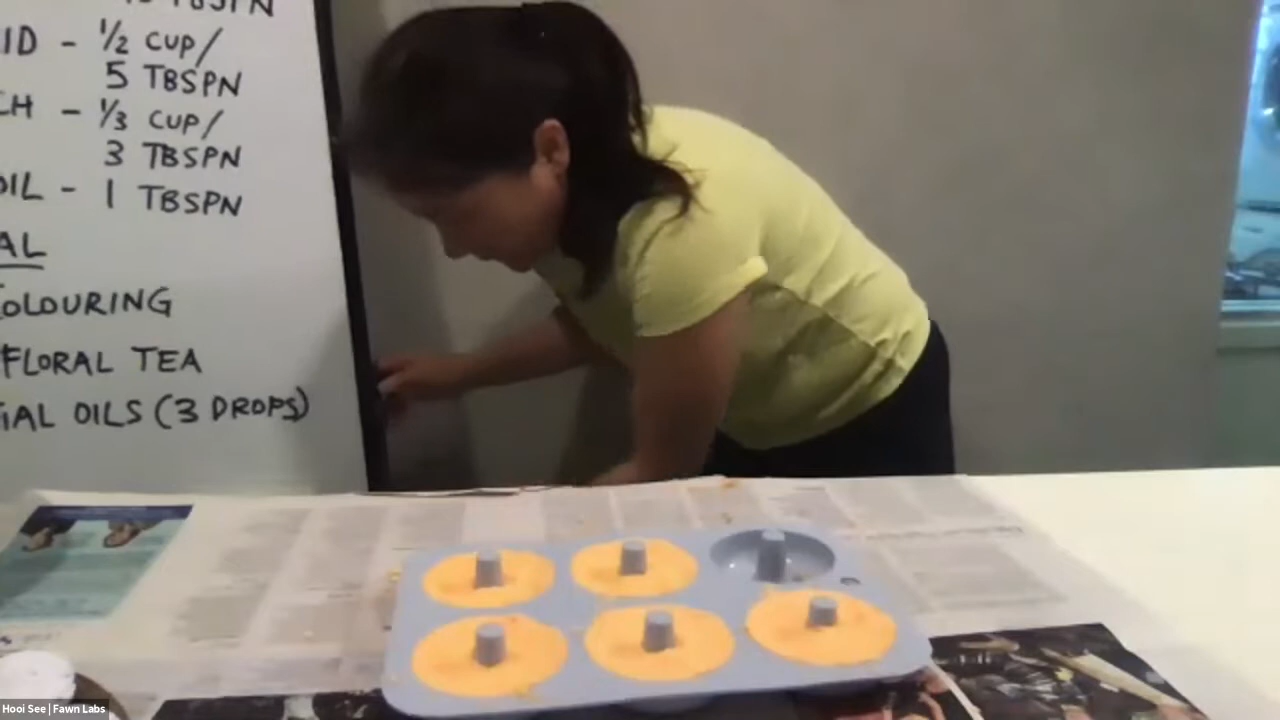 ID - ½ CUP/
5 TBSPN
CH - ⅓ CUP/
3 TBSPN
OIL - 1 TBSPN
AL
COLOURING
FLORAL TEA
IAL OILS (3 DROPS)
Hooi See | Fawn Labs